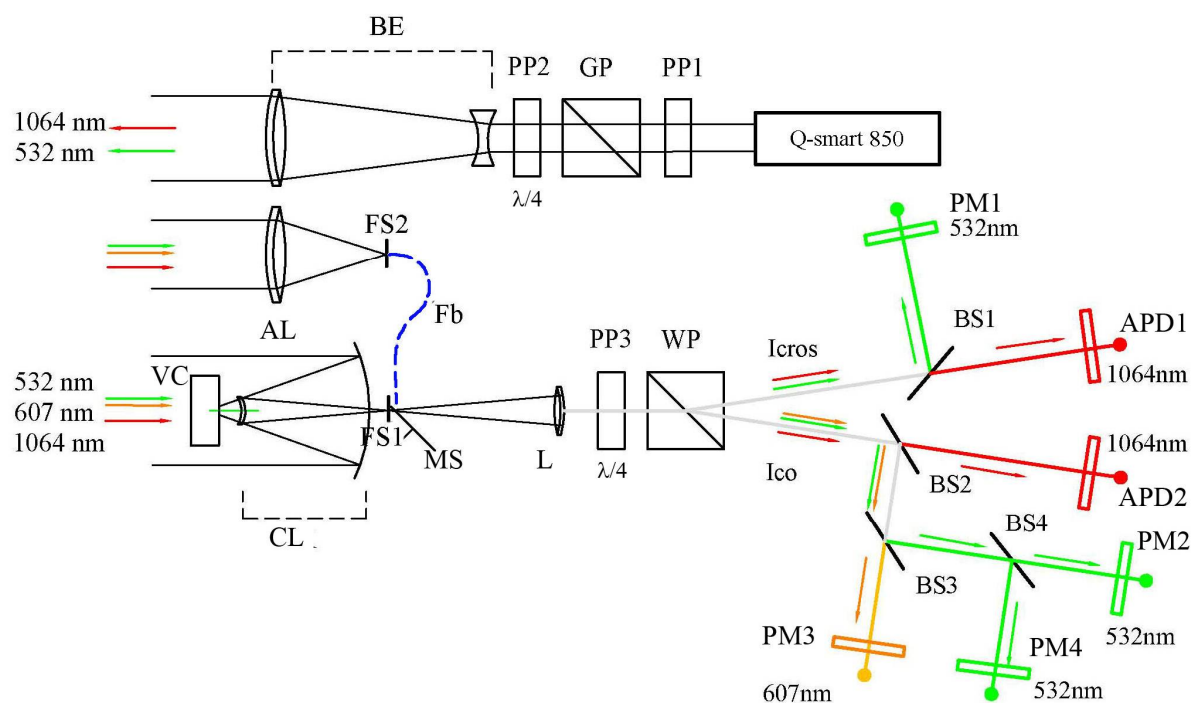 BE
PP2
GP
PP1
1064 nm
532 nm
Q-smart 850
λ/4
FS2
PM1
532nm
AL
Fb
BS1
APD1
1064nm
VC
PP3
WP
Icros
532 nm
607 nm
1064 nm
FS1
MS
L
λ/4
Ico
BS2
1064nm
APD2
CL
BS4
PM2
BS3
532nm
PM3
607nm
PM4
532nm